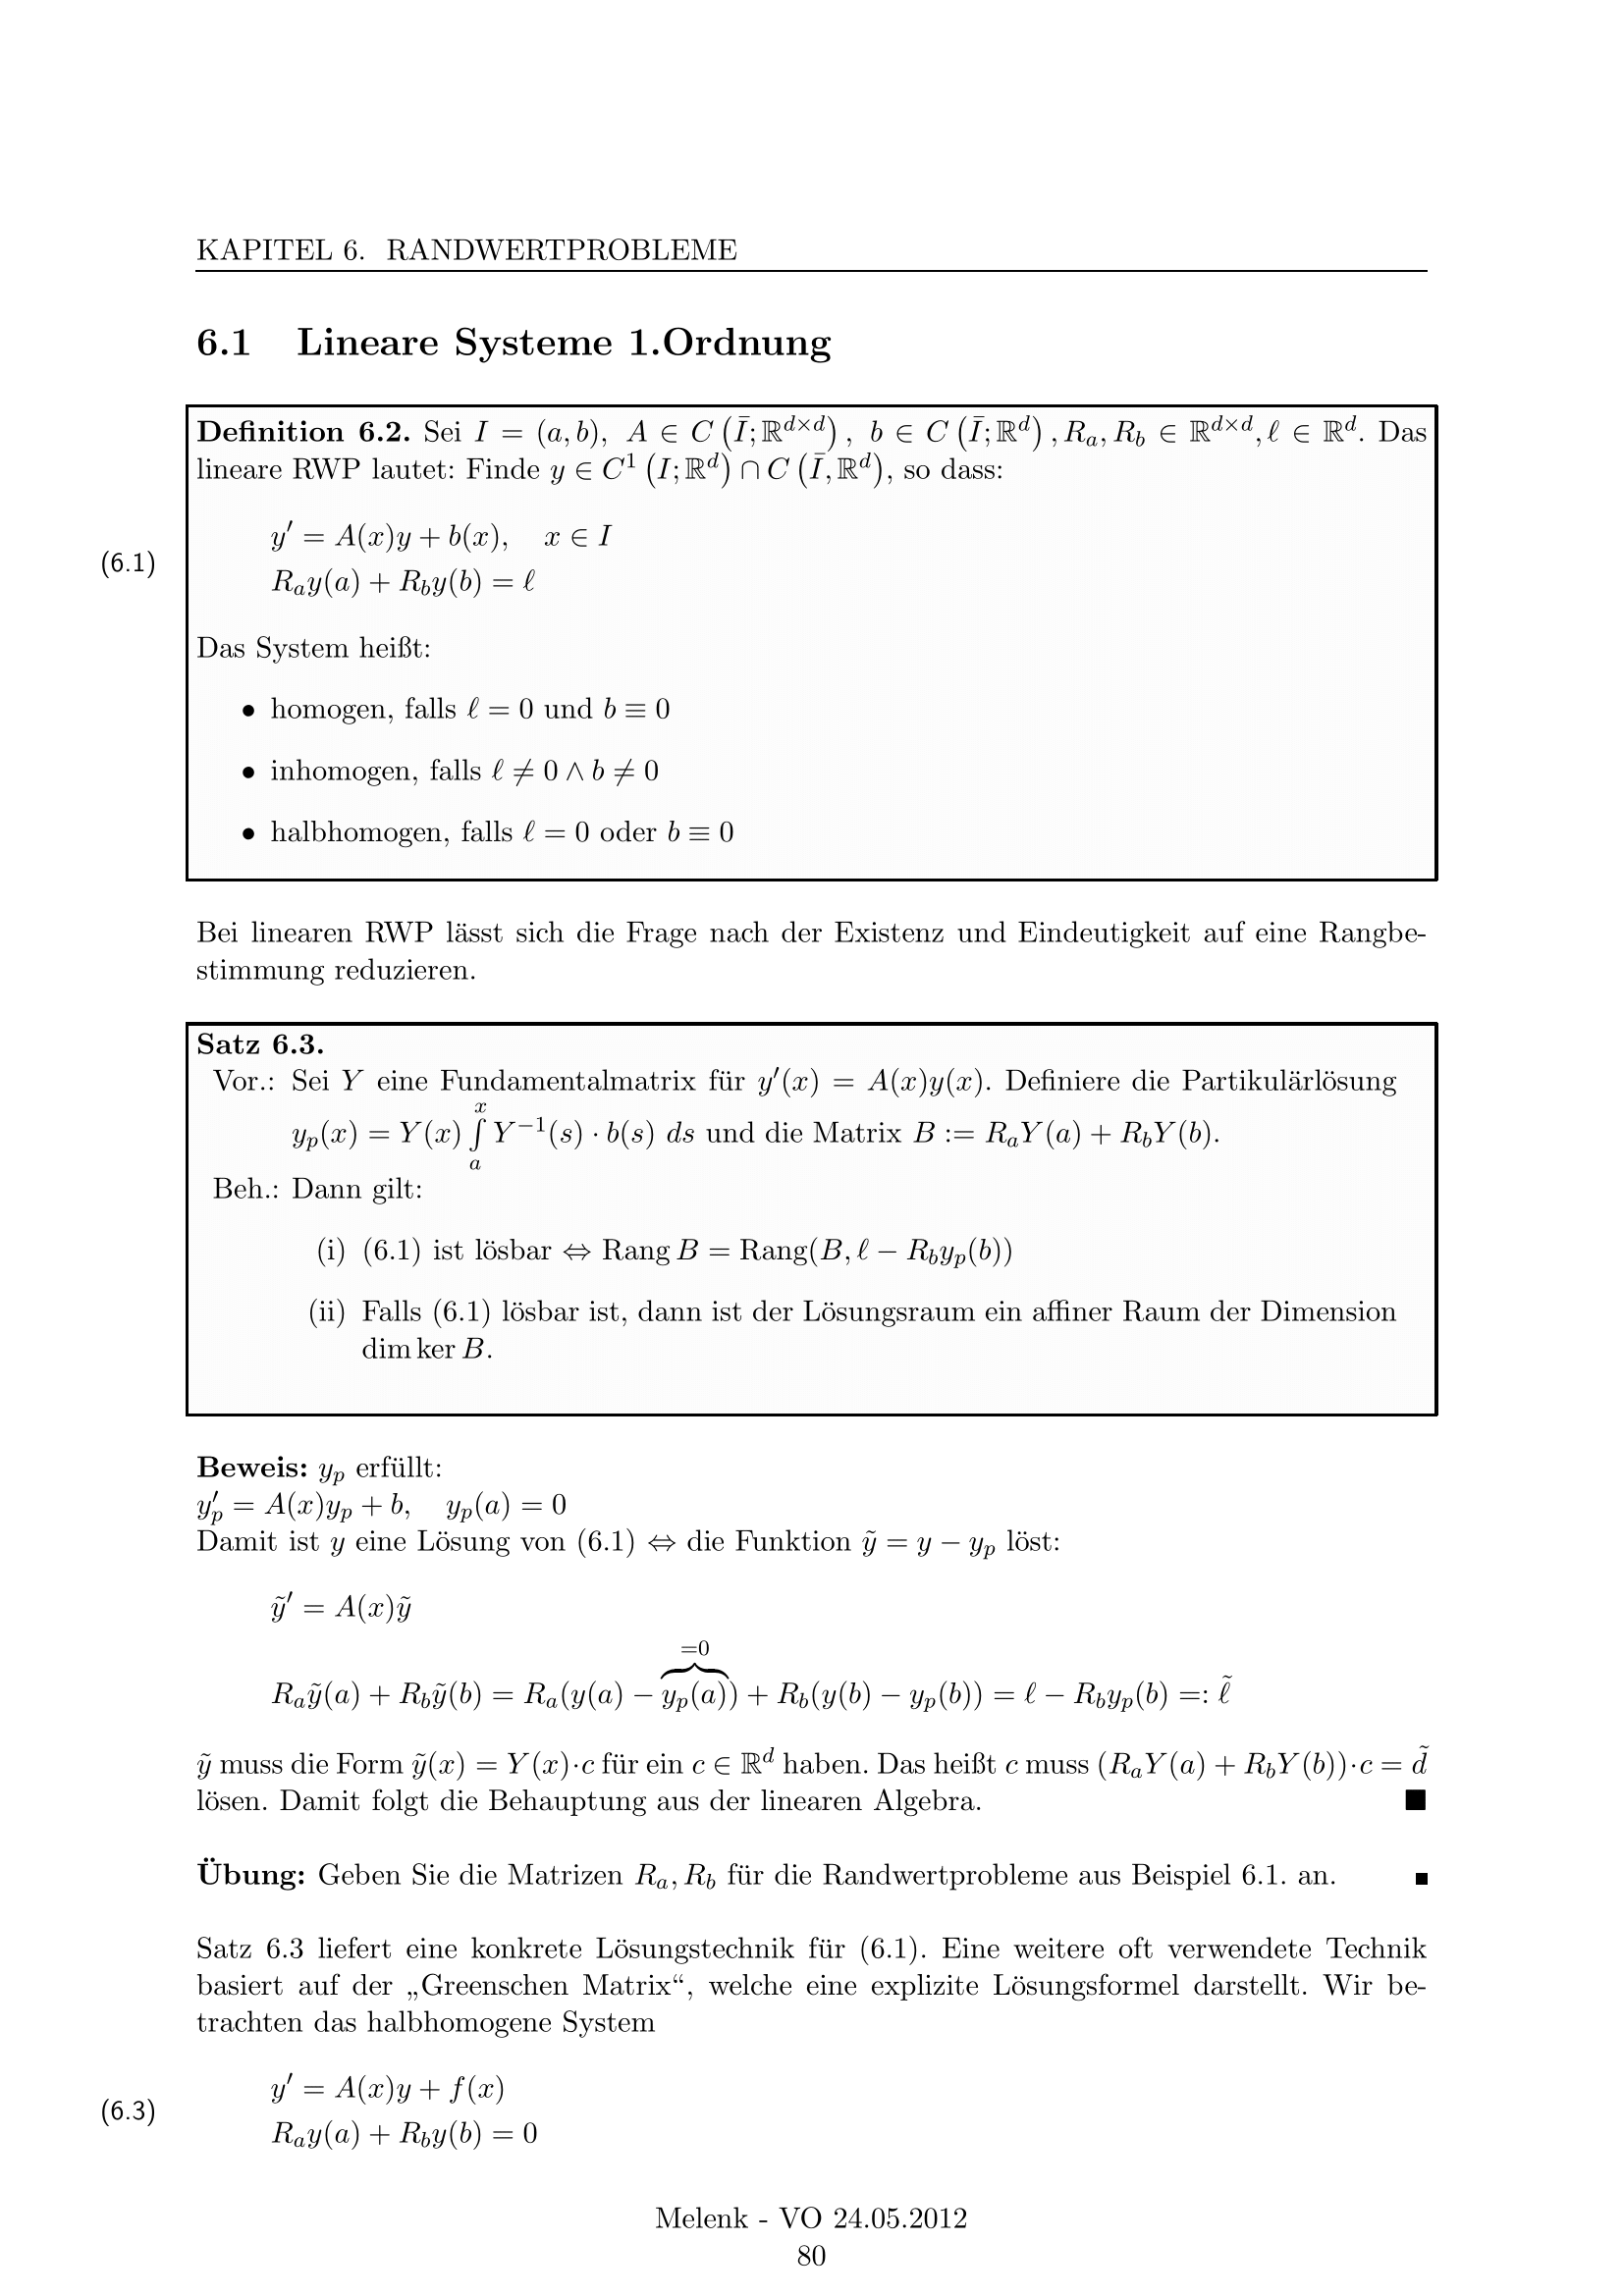 KAPITEL 6. RANDWERTPROBLEME
6.1 Lineare Systeme 1.Ordnung
Definition 6.2. Sei $I = (a, b),\ A \in C\left(\bar{I}; \mathbb{R}^{d\times d}\right),\ b \in C\left(\bar{I}; \mathbb{R}^d\right), R_a, R_b \in \mathbb{R}^{d\times d}, \ell \in \mathbb{R}^d$. Das
lineare RWP lautet: Finde $y \in C^1\left(I; \mathbb{R}^d\right) \cap C\left(\bar{I}, \mathbb{R}^d\right)$, so dass:
$y' = A(x)y + b(x), \quad x \in I$
(6.1)
$R_a y(a) + R_b y(b) = \ell$
Das System heißt:
• homogen, falls $\ell = 0$ und $b \equiv 0$
• inhomogen, falls $\ell \neq 0 \wedge b \neq 0$
• halbhomogen, falls $\ell = 0$ oder $b \equiv 0$
Bei linearen RWP lässt sich die Frage nach der Existenz und Eindeutigkeit auf eine Rangbe-
stimmung reduzieren.
Satz 6.3.
Vor.: Sei $Y$ eine Fundamentalmatrix für $y'(x) = A(x)y(x)$. Definiere die Partikulärlösung
$y_p(x) = Y(x) \int\limits_a^x Y^{-1}(s) \cdot b(s)\ ds$ und die Matrix $B := R_a Y(a) + R_b Y(b)$.
Beh.: Dann gilt:
(i) (6.1) ist lösbar $\Leftrightarrow$ Rang $B$ = Rang$(B, \ell - R_b y_p(b))$
(ii) Falls (6.1) lösbar ist, dann ist der Lösungsraum ein affiner Raum der Dimension
dim ker $B$.
Beweis: $y_p$ erfüllt:
$y_p' = A(x)y_p + b, \quad y_p(a) = 0$
Damit ist $y$ eine Lösung von (6.1) $\Leftrightarrow$ die Funktion $\tilde{y} = y - y_p$ löst:
$\tilde{y}' = A(x)\tilde{y}$
$R_a \tilde{y}(a) + R_b \tilde{y}(b) = R_a(y(a) - \overbrace{y_p(a)}^{=0}) + R_b(y(b) - y_p(b)) = \ell - R_b y_p(b) =: \tilde{\ell}$
$\tilde{y}$ muss die Form $\tilde{y}(x) = Y(x) \cdot c$ für ein $c \in \mathbb{R}^d$ haben. Das heißt $c$ muss $(R_a Y(a) + R_b Y(b)) \cdot c = \tilde{d}$
lösen. Damit folgt die Behauptung aus der linearen Algebra. ■
Übung: Geben Sie die Matrizen $R_a, R_b$ für die Randwertprobleme aus Beispiel 6.1. an. ■
Satz 6.3 liefert eine konkrete Lösungstechnik für (6.1). Eine weitere oft verwendete Technik
basiert auf der „Greenschen Matrix“, welche eine explizite Lösungsformel darstellt. Wir be-
trachten das halbhomogene System
$y' = A(x)y + f(x)$
(6.3)
$R_a y(a) + R_b y(b) = 0$
Melenk - VO 24.05.2012
80